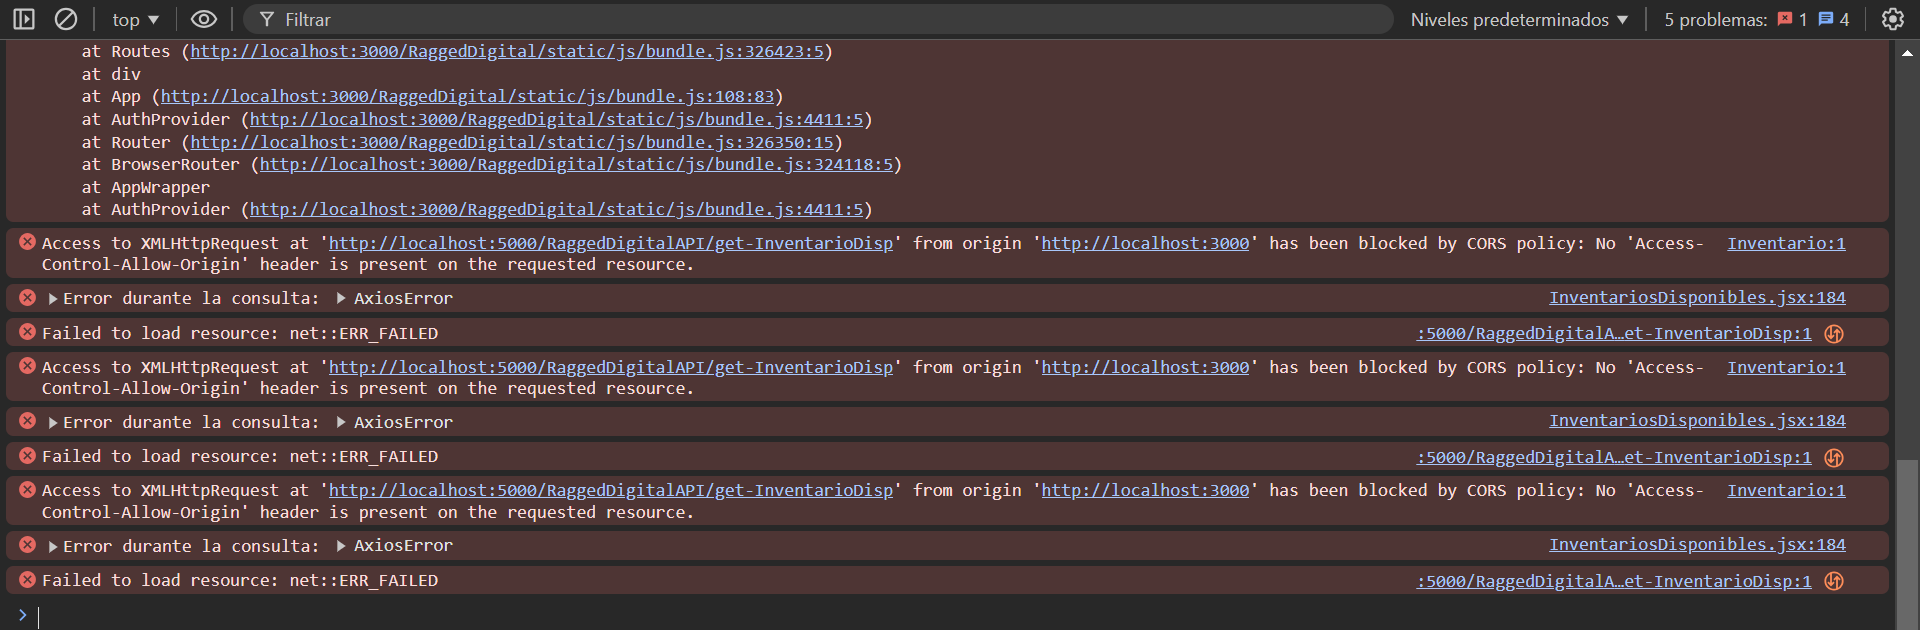 top ▼ Filtrar Niveles predeterminados ▼ 5 problemas: 1 4
at Routes (http://localhost:3000/RaggedDigital/static/js/bundle.js:326423:5)
at div
at App (http://localhost:3000/RaggedDigital/static/js/bundle.js:108:83)
at AuthProvider (http://localhost:3000/RaggedDigital/static/js/bundle.js:4411:5)
at Router (http://localhost:3000/RaggedDigital/static/js/bundle.js:326350:15)
at BrowserRouter (http://localhost:3000/RaggedDigital/static/js/bundle.js:324118:5)
at AppWrapper
at AuthProvider (http://localhost:3000/RaggedDigital/static/js/bundle.js:4411:5)
Access to XMLHttpRequest at 'http://localhost:5000/RaggedDigitalAPI/get-InventarioDisp' from origin 'http://localhost:3000' has been blocked by CORS policy: No 'Access- Inventario:1
Control-Allow-Origin' header is present on the requested resource.
▶Error durante la consulta: ▶ AxiosError InventariosDisponibles.jsx:184
Failed to load resource: net::ERR_FAILED :5000/RaggedDigitalA…et-InventarioDisp:1
Access to XMLHttpRequest at 'http://localhost:5000/RaggedDigitalAPI/get-InventarioDisp' from origin 'http://localhost:3000' has been blocked by CORS policy: No 'Access- Inventario:1
Control-Allow-Origin' header is present on the requested resource.
▶Error durante la consulta: ▶ AxiosError InventariosDisponibles.jsx:184
Failed to load resource: net::ERR_FAILED :5000/RaggedDigitalA…et-InventarioDisp:1
Access to XMLHttpRequest at 'http://localhost:5000/RaggedDigitalAPI/get-InventarioDisp' from origin 'http://localhost:3000' has been blocked by CORS policy: No 'Access- Inventario:1
Control-Allow-Origin' header is present on the requested resource.
▶Error durante la consulta: ▶ AxiosError InventariosDisponibles.jsx:184
Failed to load resource: net::ERR_FAILED :5000/RaggedDigitalA…et-InventarioDisp:1